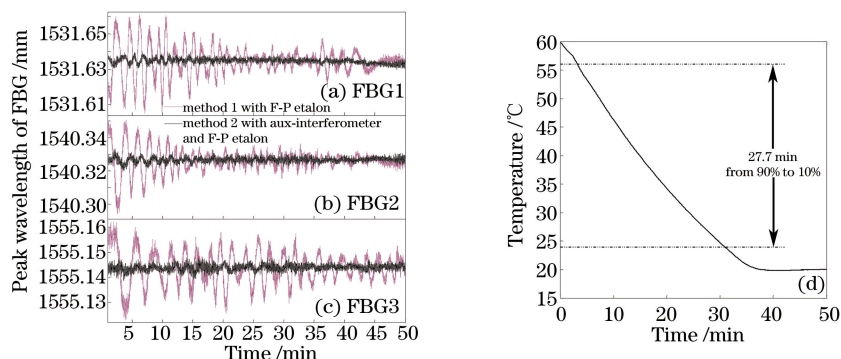 Peak wavelength of FBG /mm
1531.65
1531.63
1531.61
(a) FBG1
method 1 with F-P etalon
method 2 with aux-interferometer
and F-P etalon
1540.34
1540.32
1540.30
(b) FBG2
1555.16
1555.15
1555.14
1555.13
(c) FBG3
5 10 15 20 25 30 35 40 45 50
Time /min
Temperature /℃
60
55
50
45
40
35
30
25
20
15
27.7 min
from 90% to 10%
(d)
0 10 20 30 40 50
Time /min